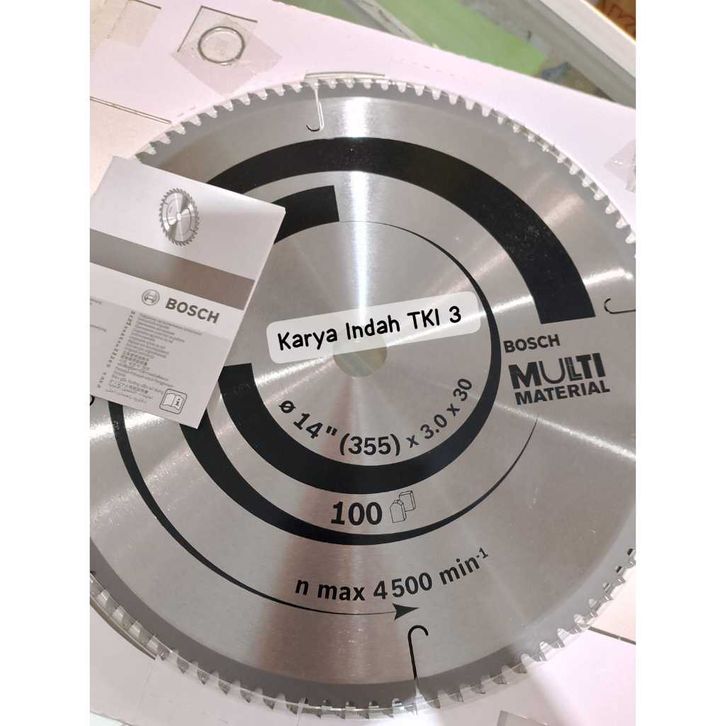 BOSCH
Karya Indah TKI 3
BOSCH
MULTI
MATERIAL
ø 14" (355) x 3.0 x 30
100
n max 4500 min-1